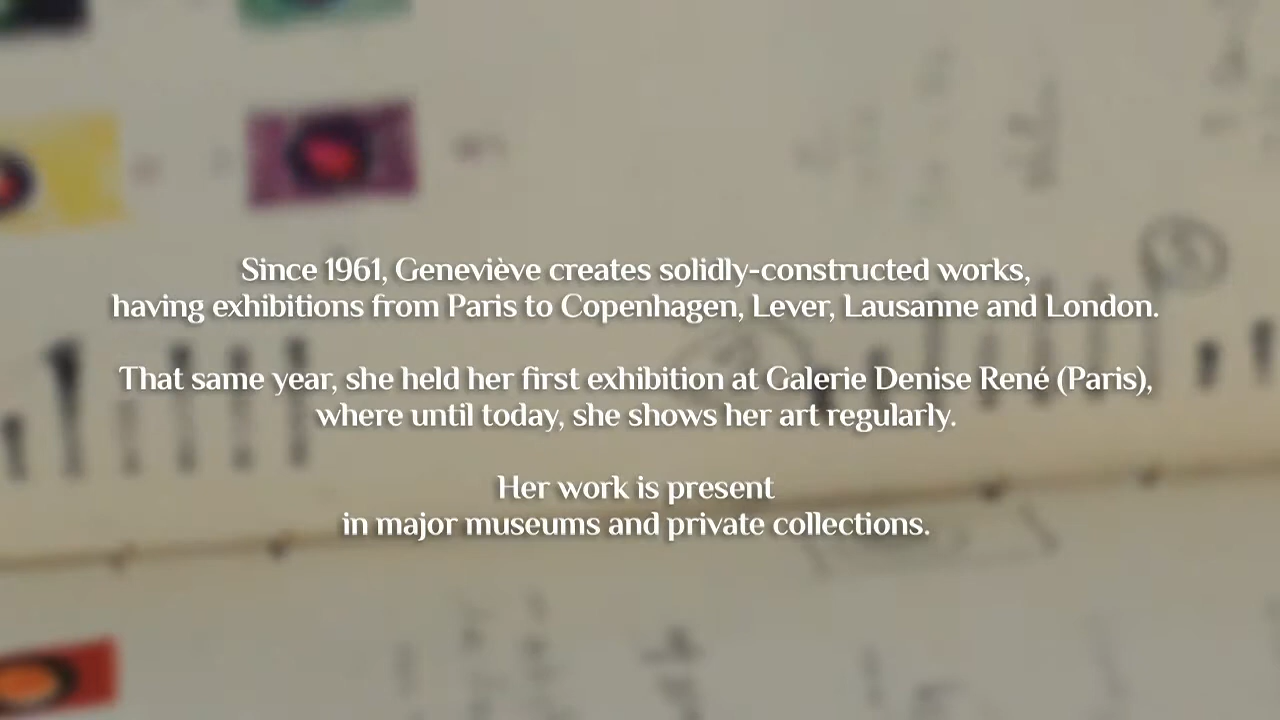 Since 1961, Geneviève creates solidly-constructed works,
having exhibitions from Paris to Copenhagen, Lever, Lausanne and London.
That same year, she held her first exhibition at Galerie Denise René (Paris),
where until today, she shows her art regularly.
Her work is present
in major museums and private collections.